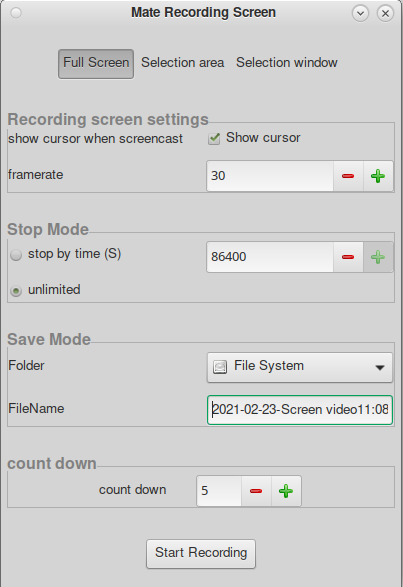 Mate Recording Screen
Full Screen Selection area Selection window
Recording screen settings
show cursor when screencast Show cursor
framerate 30
Stop Mode
stop by time (S) 86400
unlimited
Save Mode
Folder File System
FileName 2021-02-23-Screen video11:08
count down
count down 5
Start Recording